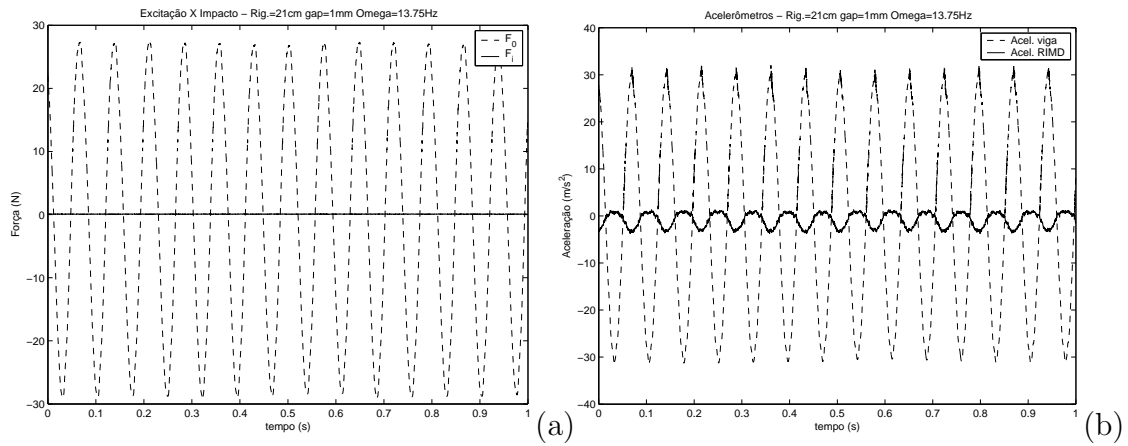 Excitação X Impacto − Rig.=21cm gap=1mm Omega=13.75Hz
30
20
10
0
−10
−20
−30
Força (N)
F0
Fi
0 0.1 0.2 0.3 0.4 0.5 0.6 0.7 0.8 0.9 1
tempo (s)
(a)
Acelerômetros − Rig.=21cm gap=1mm Omega=13.75Hz
40
30
20
10
0
−10
−20
−30
−40
Aceleração (m/s2)
Acel. viga
Acel. RIMD
0 0.1 0.2 0.3 0.4 0.5 0.6 0.7 0.8 0.9 1
tempo (s)
(b)